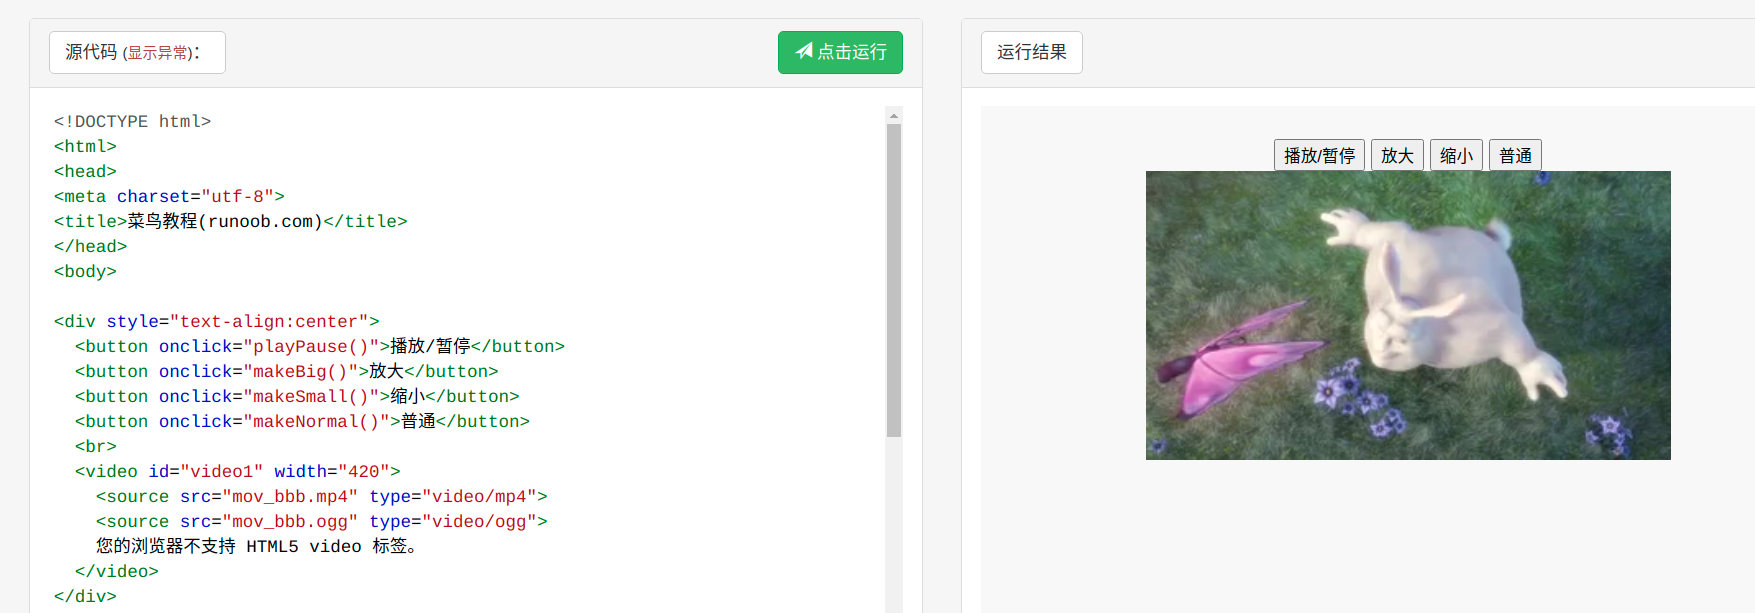 源代码 (显示异常)：
点击运行
<!DOCTYPE html>
<html>
<head>
<meta charset="utf-8">
<title>菜鸟教程(runoob.com)</title>
</head>
<body>
<div style="text-align:center">
  <button onclick="playPause()">播放/暂停</button>
  <button onclick="makeBig()">放大</button>
  <button onclick="makeSmall()">缩小</button>
  <button onclick="makeNormal()">普通</button>
  <br>
  <video id="video1" width="420">
    <source src="mov_bbb.mp4" type="video/mp4">
    <source src="mov_bbb.ogg" type="video/ogg">
    您的浏览器不支持 HTML5 video 标签。
  </video>
</div>
运行结果
播放/暂停 放大 缩小 普通